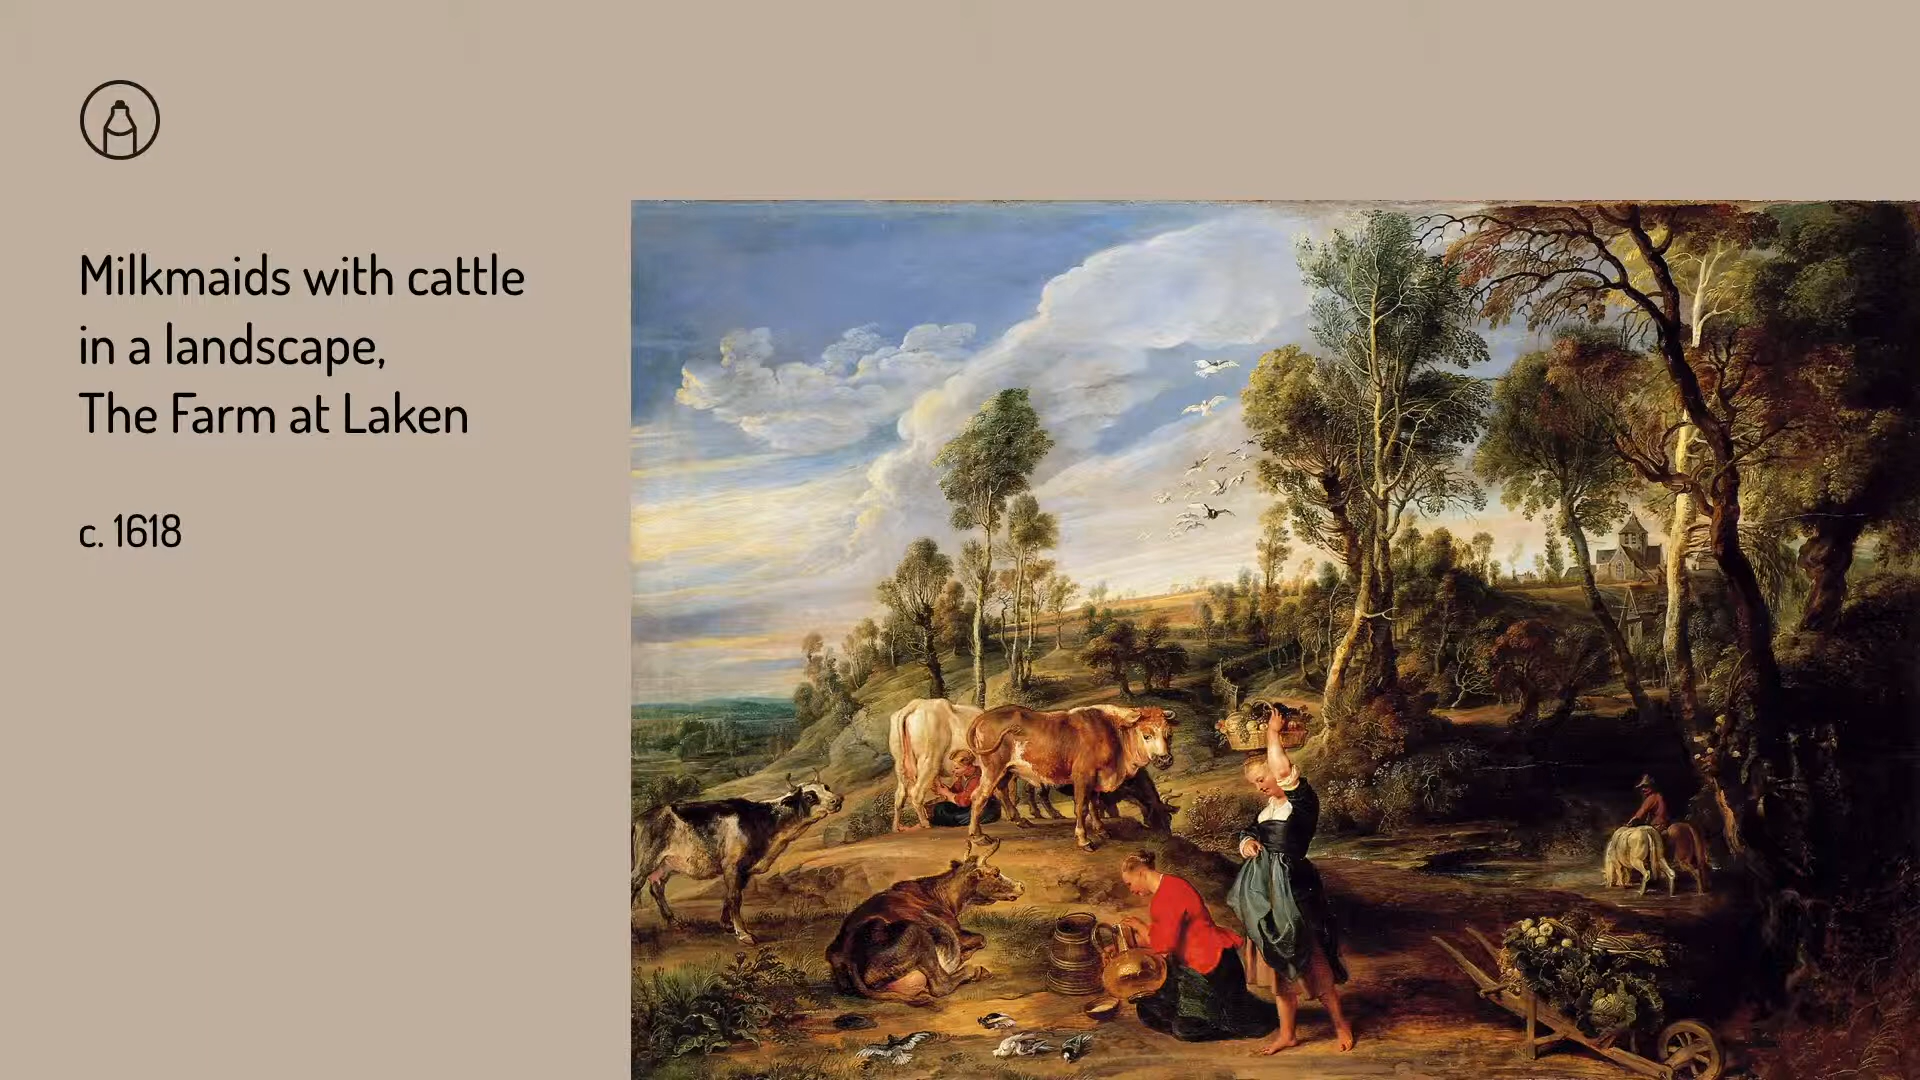 Milkmaids with cattle
in a landscape,
The Farm at Laken
c. 1618